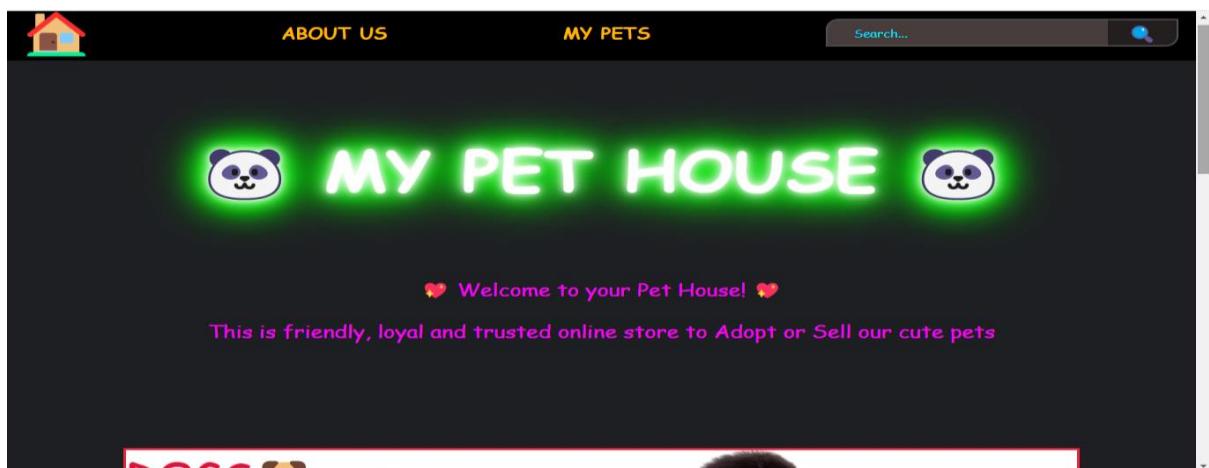 ABOUT US
MY PETS
Search...
MY PET HOUSE
Welcome to your Pet House!
This is friendly, loyal and trusted online store to Adopt or Sell our cute pets